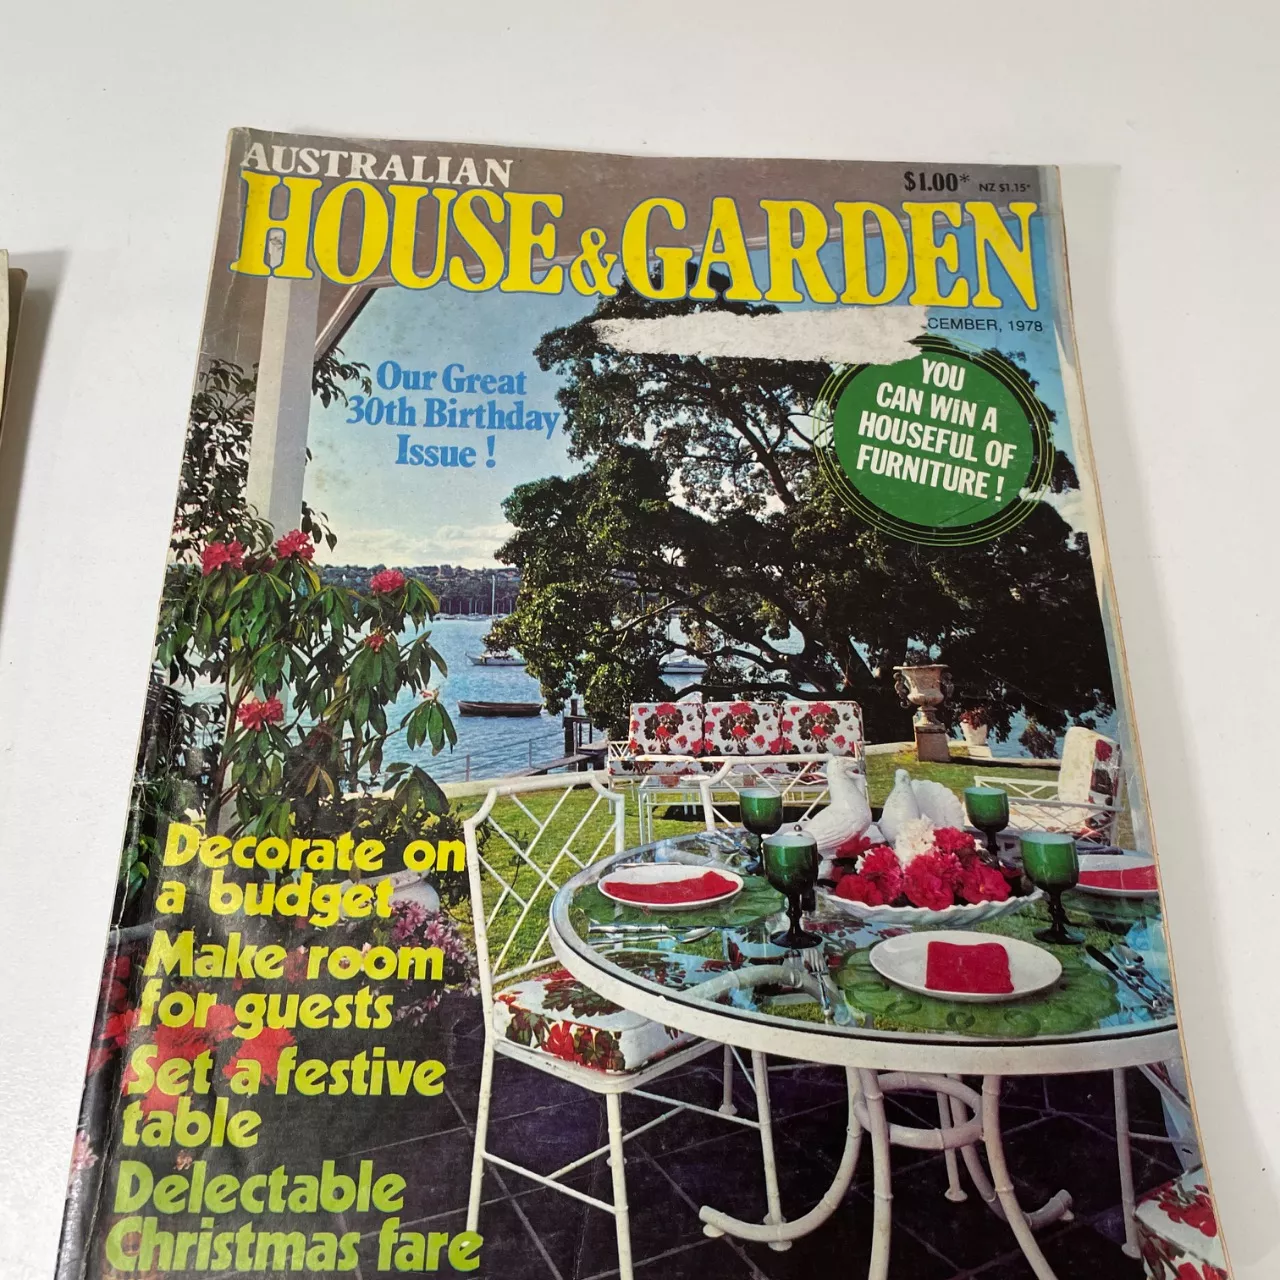 AUSTRALIAN
$1.00* NZ $1.15*
HOUSE & GARDEN
CEMBER, 1978
Our Great
30th Birthday
Issue !
YOU
CAN WIN A
HOUSEFUL OF
FURNITURE !
Decorate on
a budget
Make room
for guests
Set a festive
table
Delectable
Christmas fare